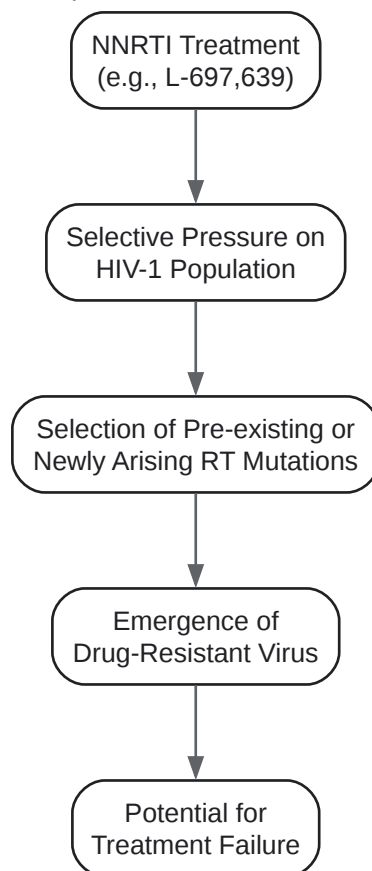 NNRTI Treatment
(e.g., L-697,639)
Selective Pressure on
HIV-1 Population
Selection of Pre-existing or
Newly Arising RT Mutations
Emergence of
Drug-Resistant Virus
Potential for
Treatment Failure